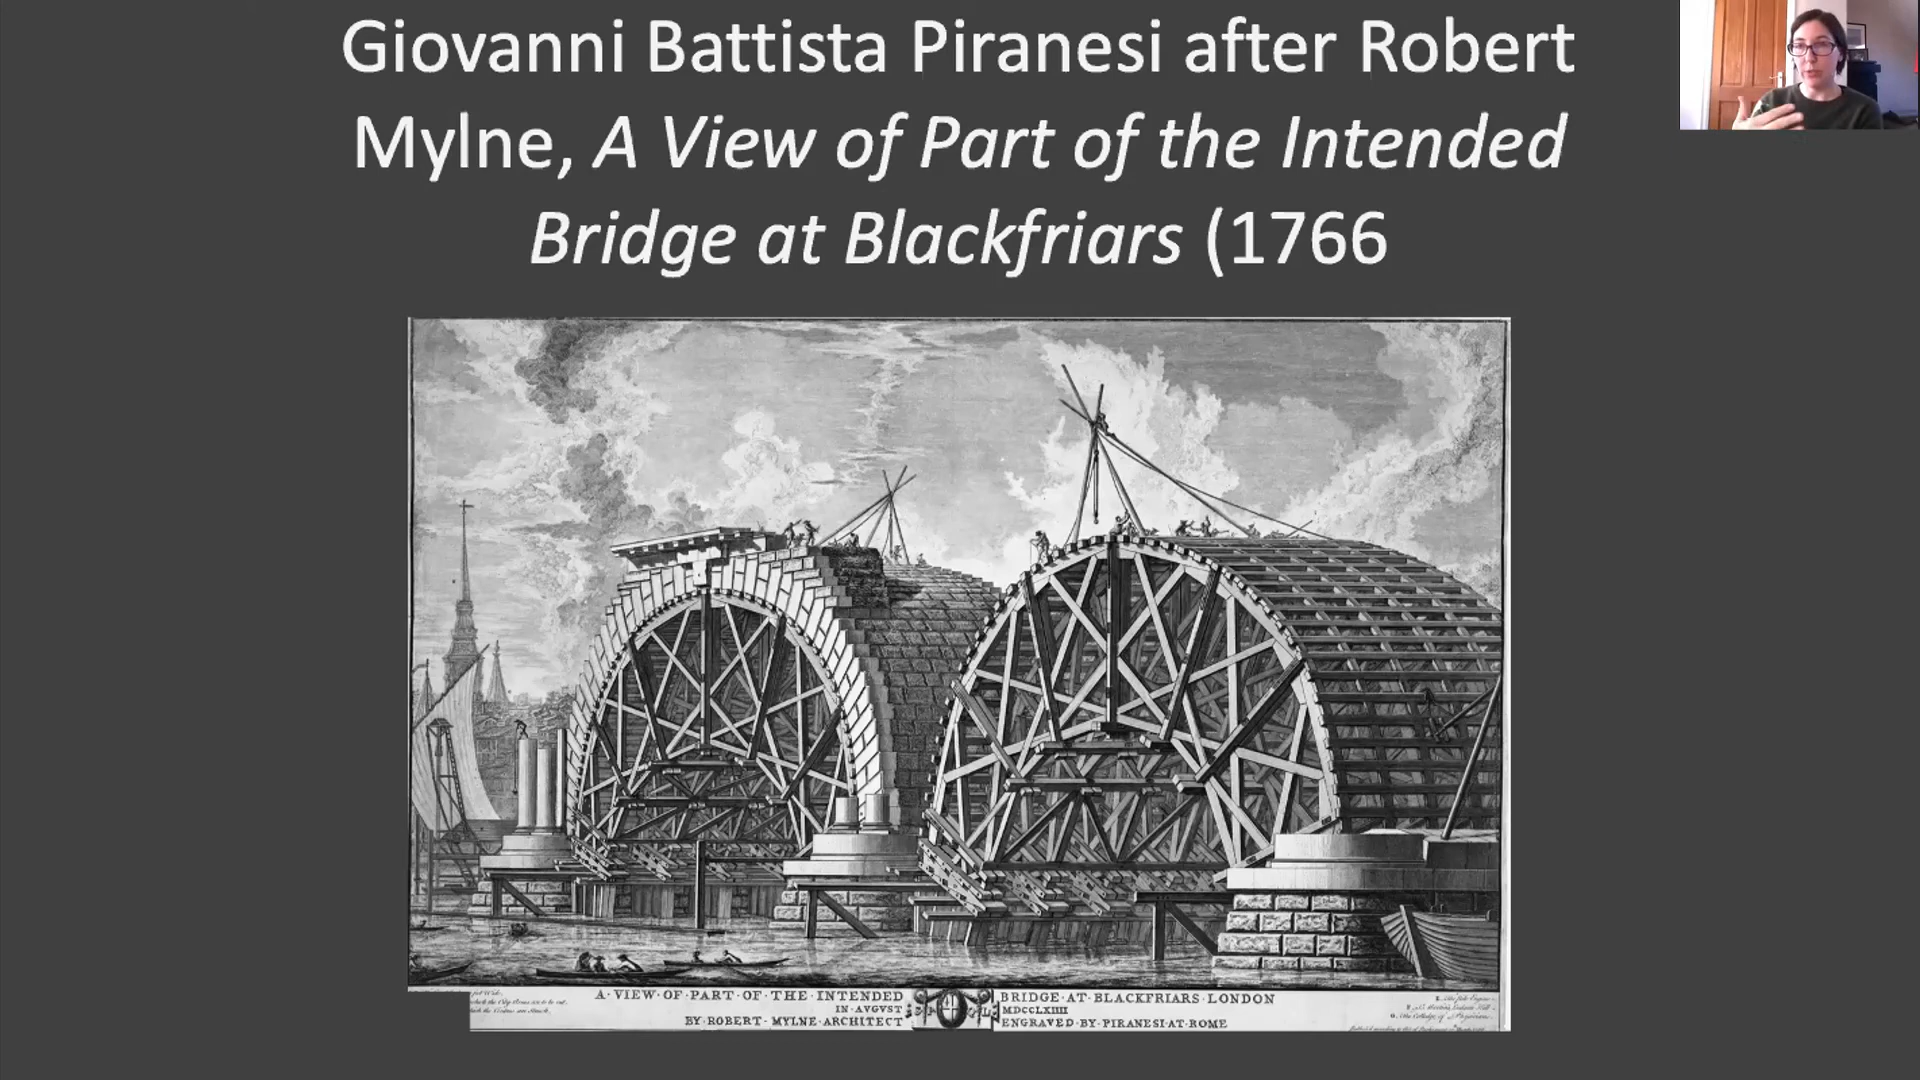 Giovanni Battista Piranesi after Robert
Mylne, A View of Part of the Intended
Bridge at Blackfriars (1766
A·VIEW·OF·PART·OF·THE·INTENDED BRIDGE·AT·BLACKFRIARS·LONDON
IN·AVGVST MDCCLXIIII
BY·ROBERT·MYLNE·ARCHITECT ENGRAVED·BY·PIRANESI·AT·ROME